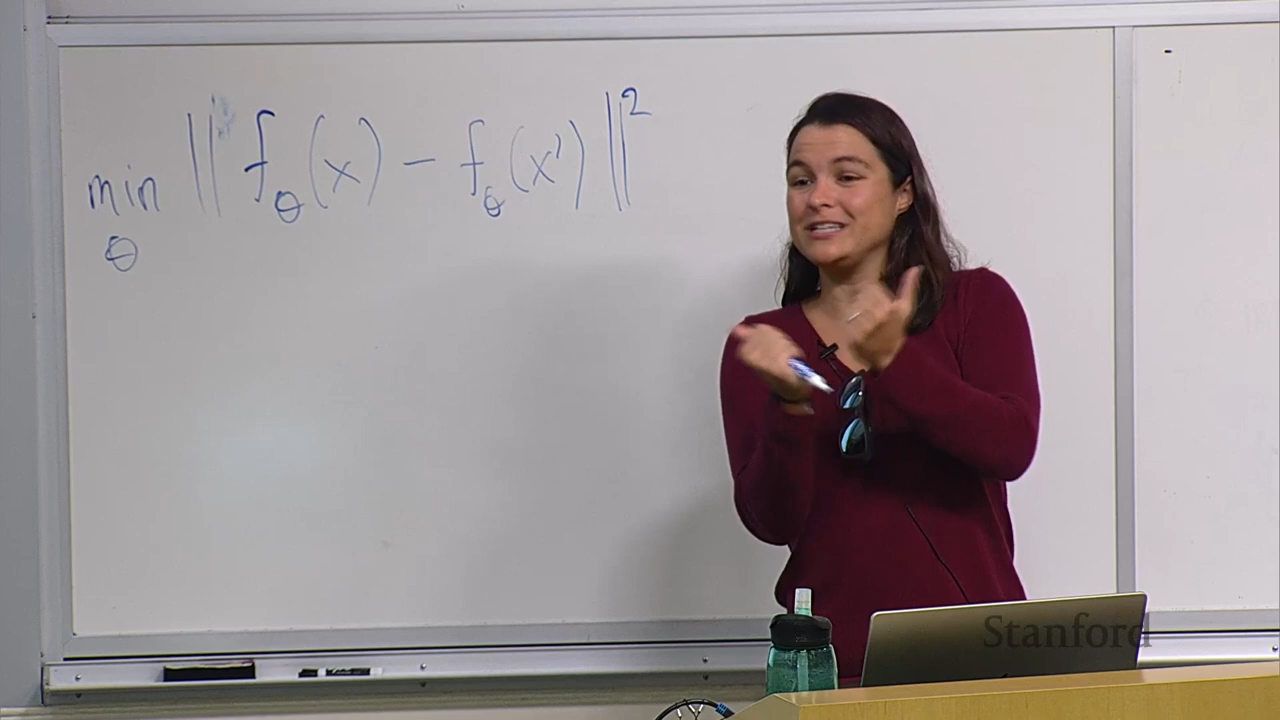 min ‖ f_θ(x) − f_θ(x') ‖²
θ
Stanford